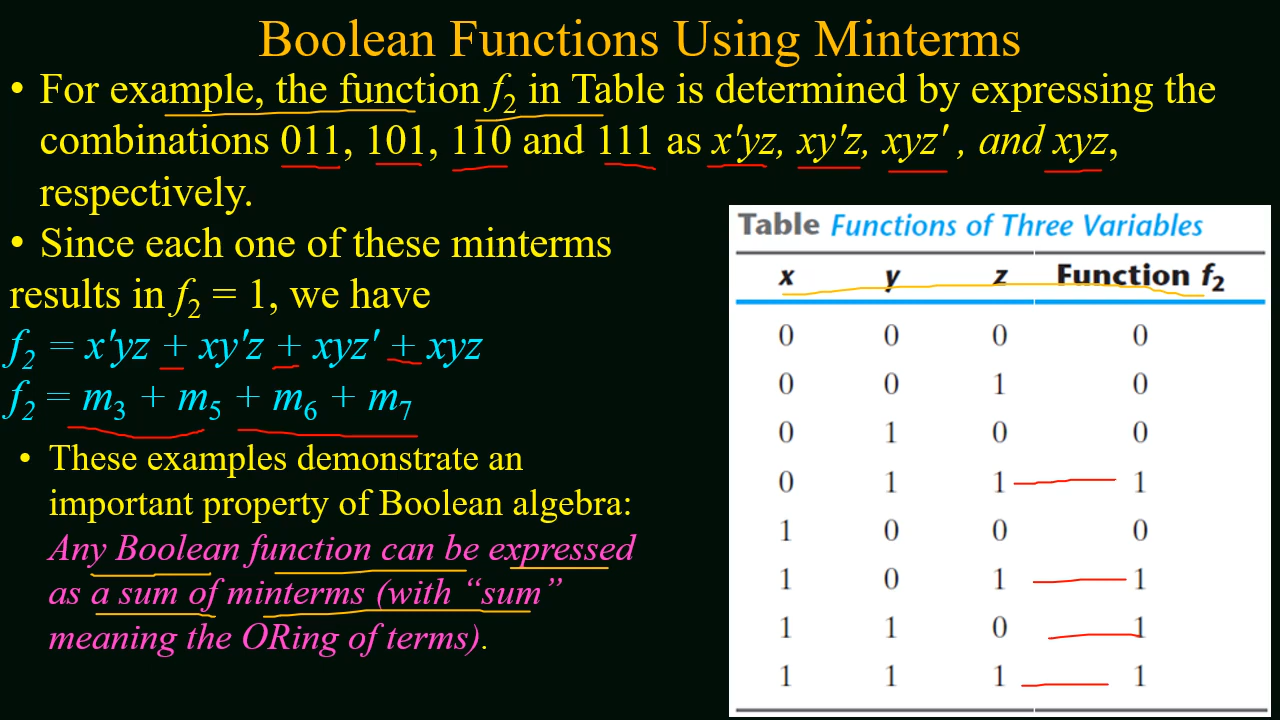 Boolean Functions Using Minterms
• For example, the function f₂ in Table is determined by expressing the
combinations 011, 101, 110 and 111 as x'yz, xy'z, xyz' , and xyz,
respectively.
• Since each one of these minterms
results in f₂ = 1, we have
f₂ = x'yz + xy'z + xyz' + xyz
f₂ = m₃ + m₅ + m₆ + m₇
• These examples demonstrate an
important property of Boolean algebra:
Any Boolean function can be expressed
as a sum of minterms (with “sum”
meaning the ORing of terms).
Table Functions of Three Variables
x y z Function f₂
0 0 0 0
0 0 1 0
0 1 0 0
0 1 1 1
1 0 0 0
1 0 1 1
1 1 0 1
1 1 1 1